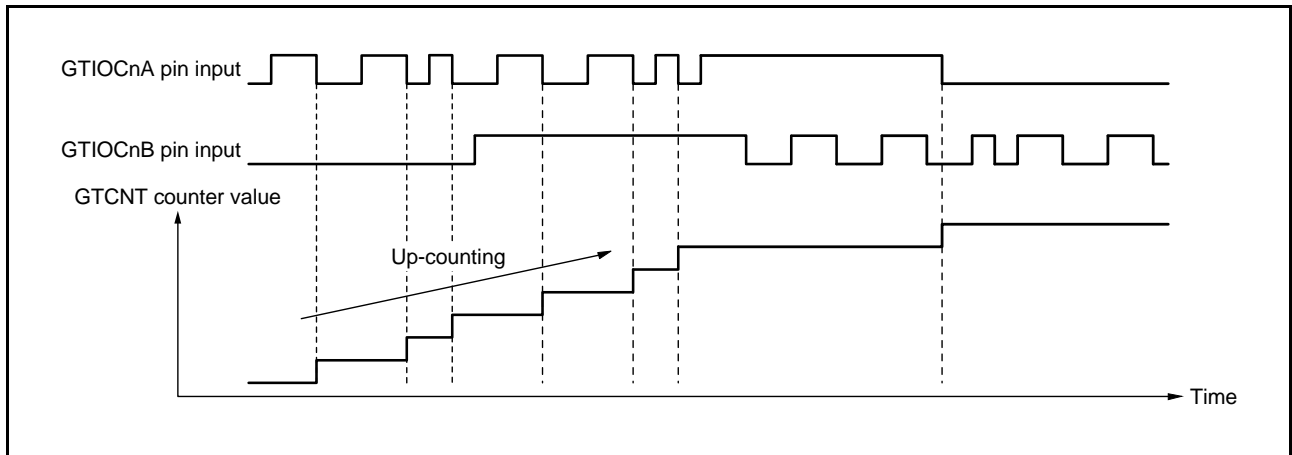 GTIOCnA pin input
GTIOCnB pin input
GTCNT counter value
Up-counting
Time